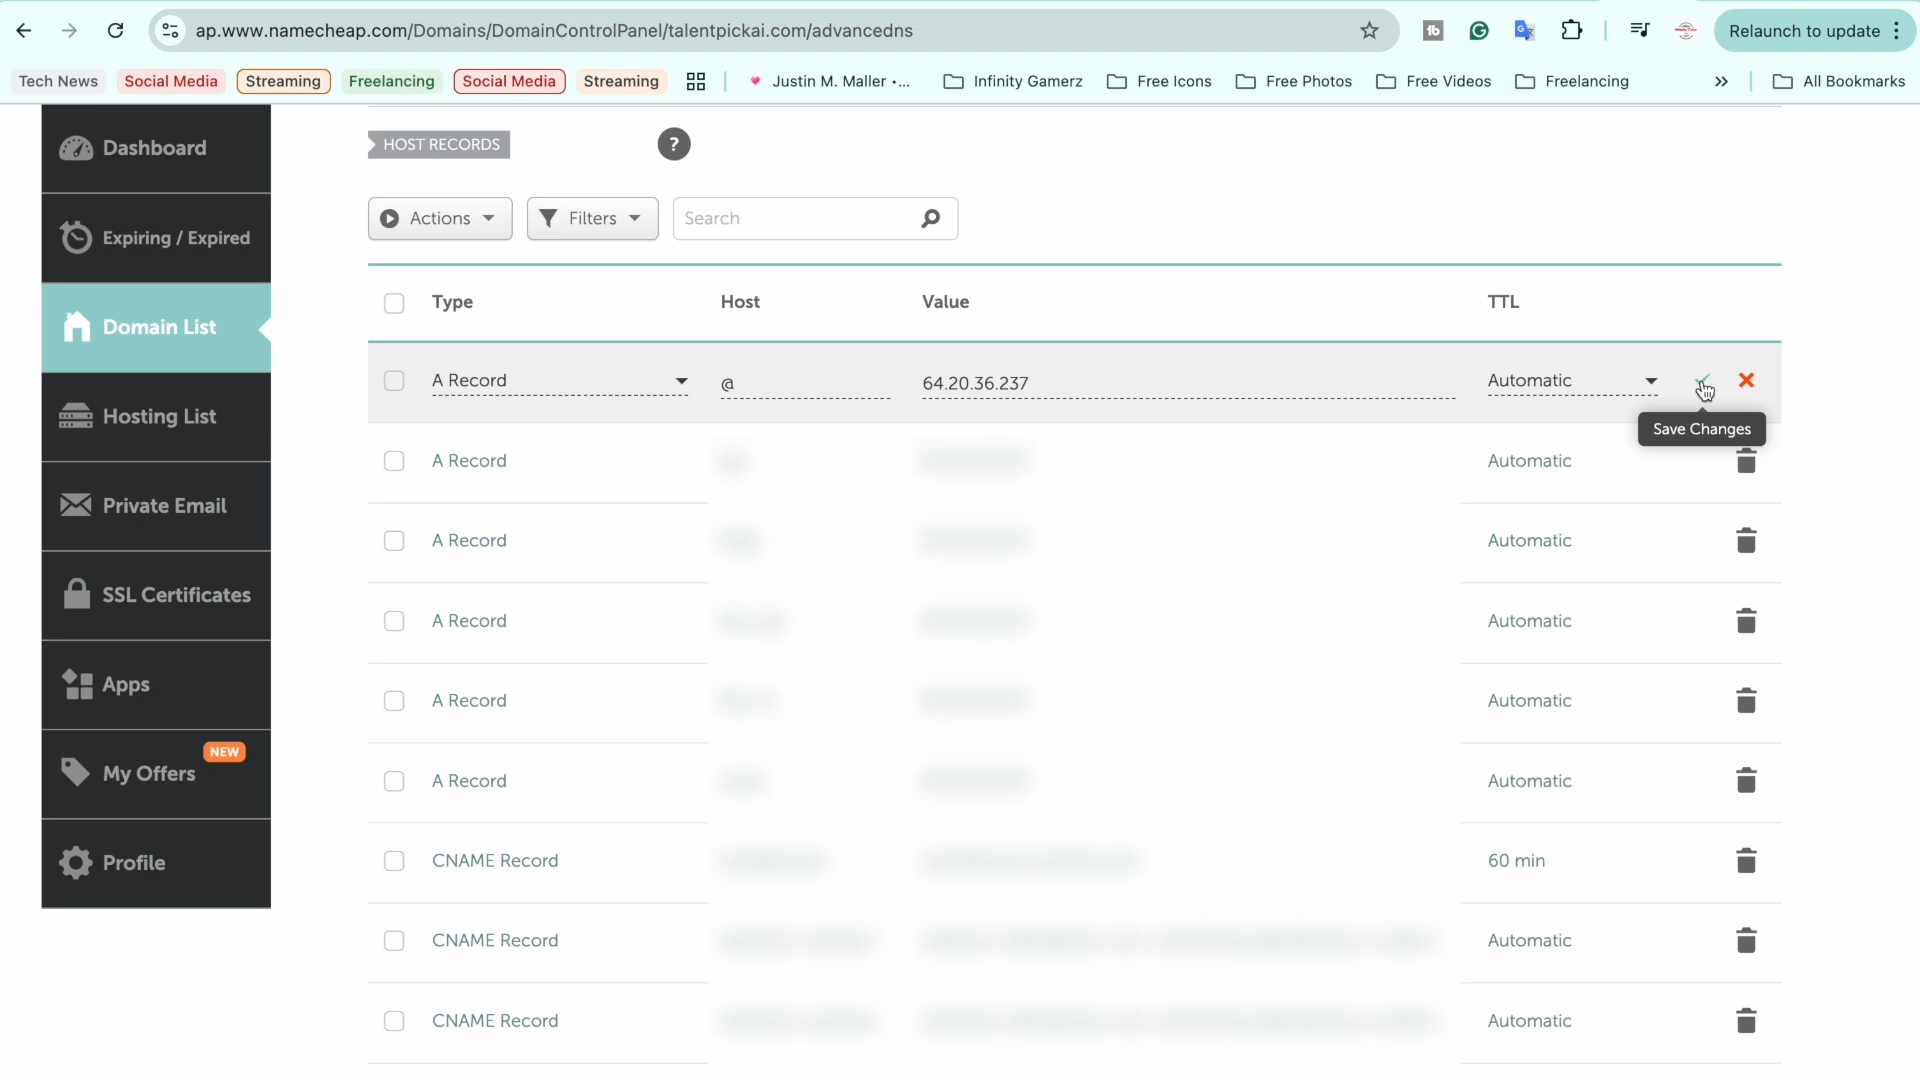 ap.www.namecheap.com/Domains/DomainControlPanel/talentpickai.com/advancedns
Relaunch to update
Tech News
Social Media
Streaming
Freelancing
Social Media
Streaming
Justin M. Maller •...
Infinity Gamerz
Free Icons
Free Photos
Free Videos
Freelancing
All Bookmarks
Dashboard
Expiring / Expired
Domain List
Hosting List
Private Email
SSL Certificates
Apps
NEW
My Offers
Profile
HOST RECORDS ?
Actions Filters Search
Type Host Value TTL
A Record @ 64.20.36.237 Automatic
Save Changes
A Record Automatic
A Record Automatic
A Record Automatic
A Record Automatic
A Record Automatic
CNAME Record 60 min
CNAME Record Automatic
CNAME Record Automatic